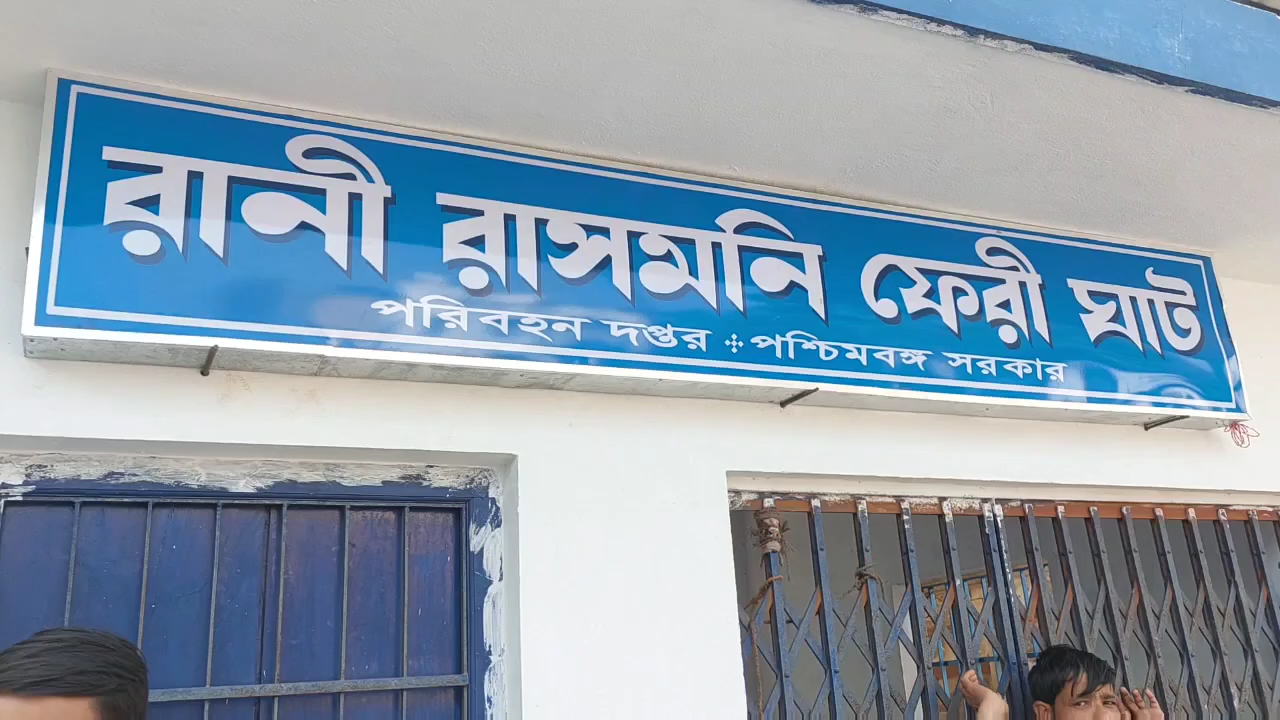 রানী রাসমনি ফেরী ঘাট
পরিবহন দপ্তর ✣ পশ্চিমবঙ্গ সরকার